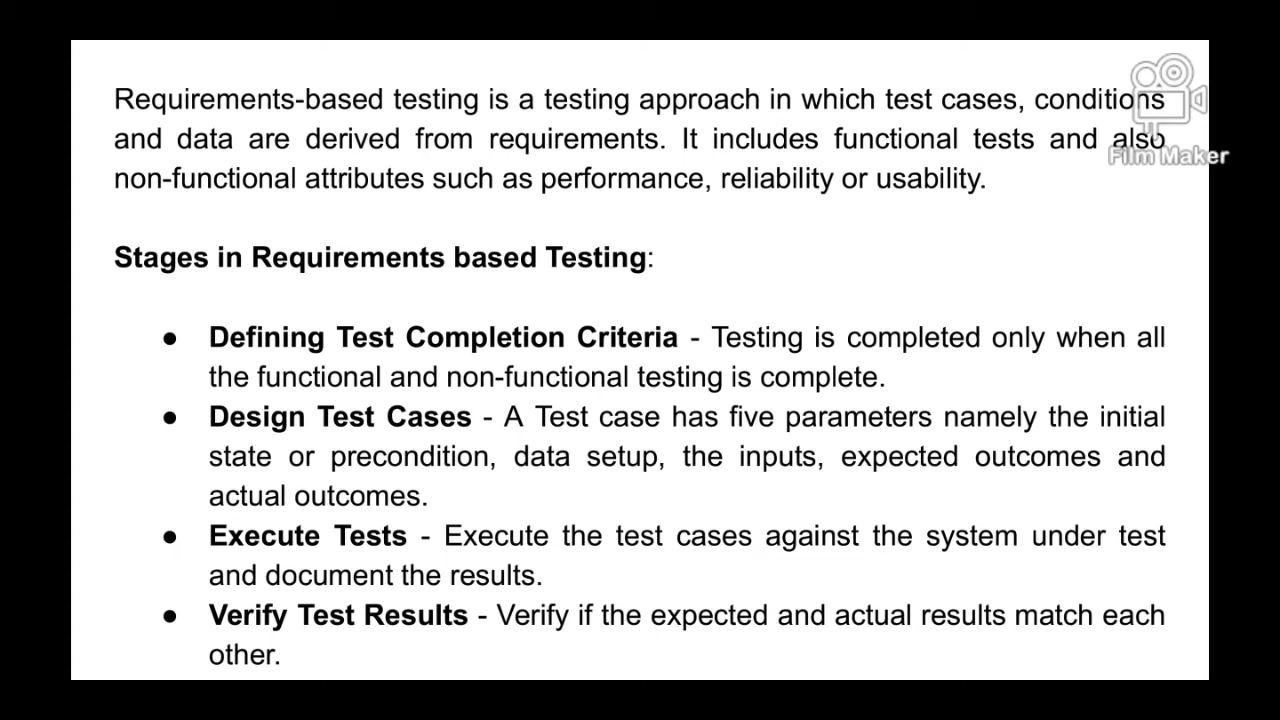 Requirements-based testing is a testing approach in which test cases, conditions
and data are derived from requirements. It includes functional tests and also
non-functional attributes such as performance, reliability or usability.
Stages in Requirements based Testing:
● Defining Test Completion Criteria - Testing is completed only when all
the functional and non-functional testing is complete.
● Design Test Cases - A Test case has five parameters namely the initial
state or precondition, data setup, the inputs, expected outcomes and
actual outcomes.
● Execute Tests - Execute the test cases against the system under test
and document the results.
● Verify Test Results - Verify if the expected and actual results match each
other.
Film Maker